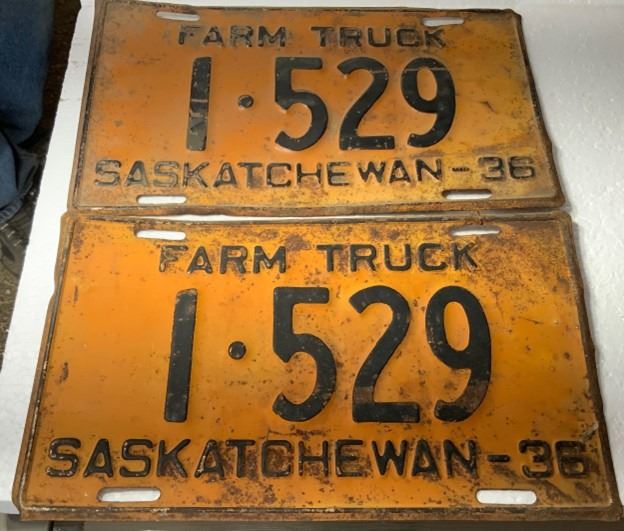 FARM TRUCK
1·529
SASKATCHEWAN-36
FARM TRUCK
1·529
SASKATCHEWAN-36